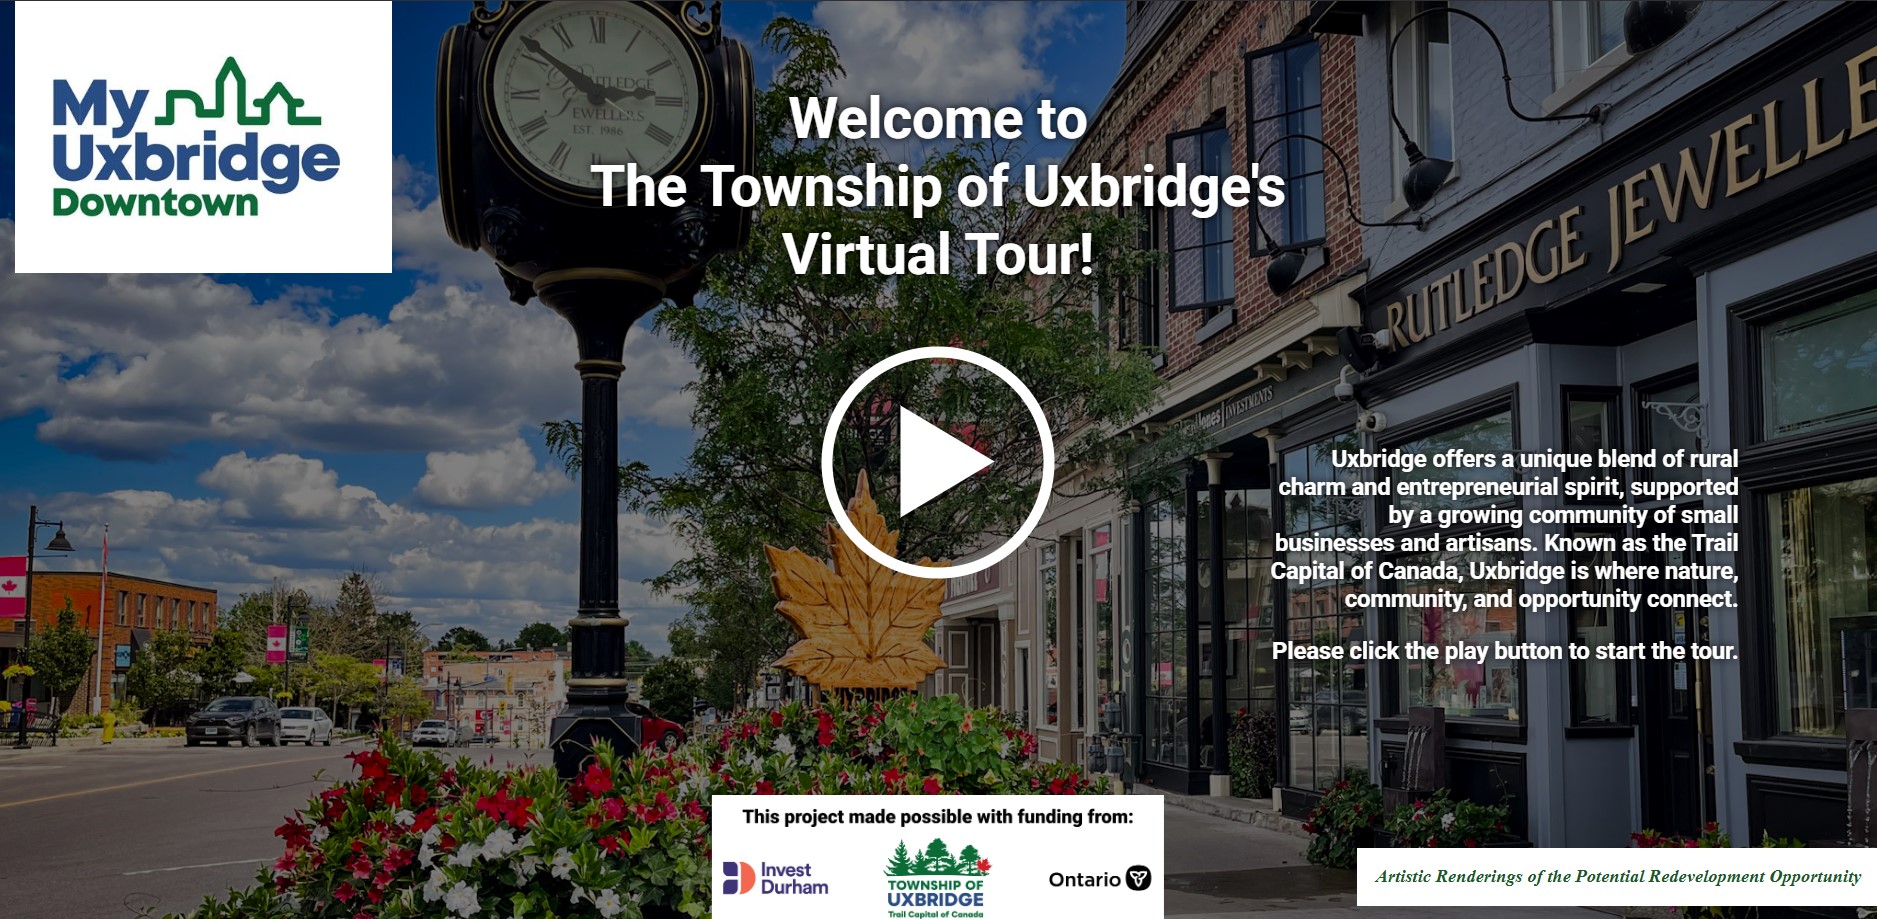 My
Uxbridge
Downtown
RUTLEDGE
JEWELLERS
EST. 1986
Welcome to
The Township of Uxbridge's
Virtual Tour!
RUTLEDGE JEWELLE
Jones | INVESTMENTS
Uxbridge offers a unique blend of rural
charm and entrepreneurial spirit, supported
by a growing community of small
businesses and artisans. Known as the Trail
Capital of Canada, Uxbridge is where nature,
community, and opportunity connect.
Please click the play button to start the tour.
This project made possible with funding from:
Invest
Durham
TOWNSHIP OF
UXBRIDGE
Trail Capital of Canada
Ontario
Artistic Renderings of the Potential Redevelopment Opportunity